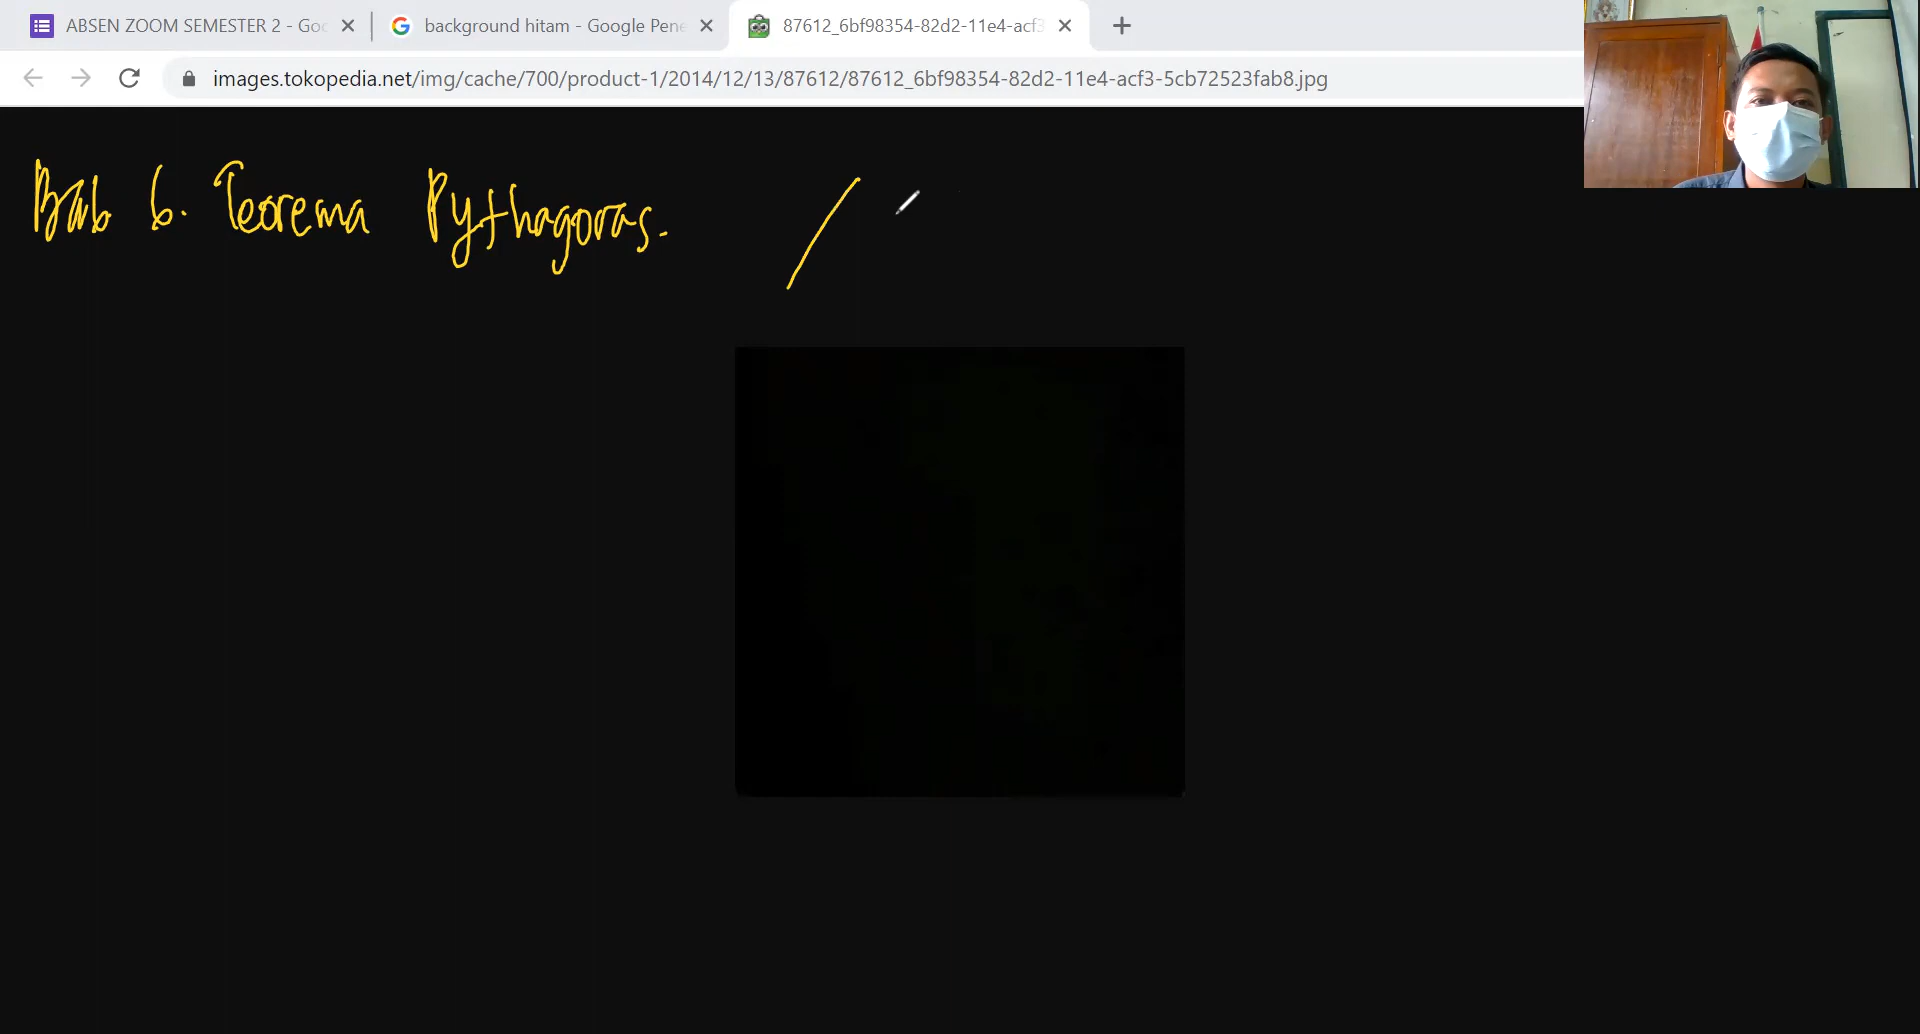 ABSEN ZOOM SEMESTER 2 - Goo
background hitam - Google Pene
87612_6bf98354-82d2-11e4-acf3
images.tokopedia.net/img/cache/700/product-1/2014/12/13/87612/87612_6bf98354-82d2-11e4-acf3-5cb72523fab8.jpg
Bab 6. Teorema Pythagoras.